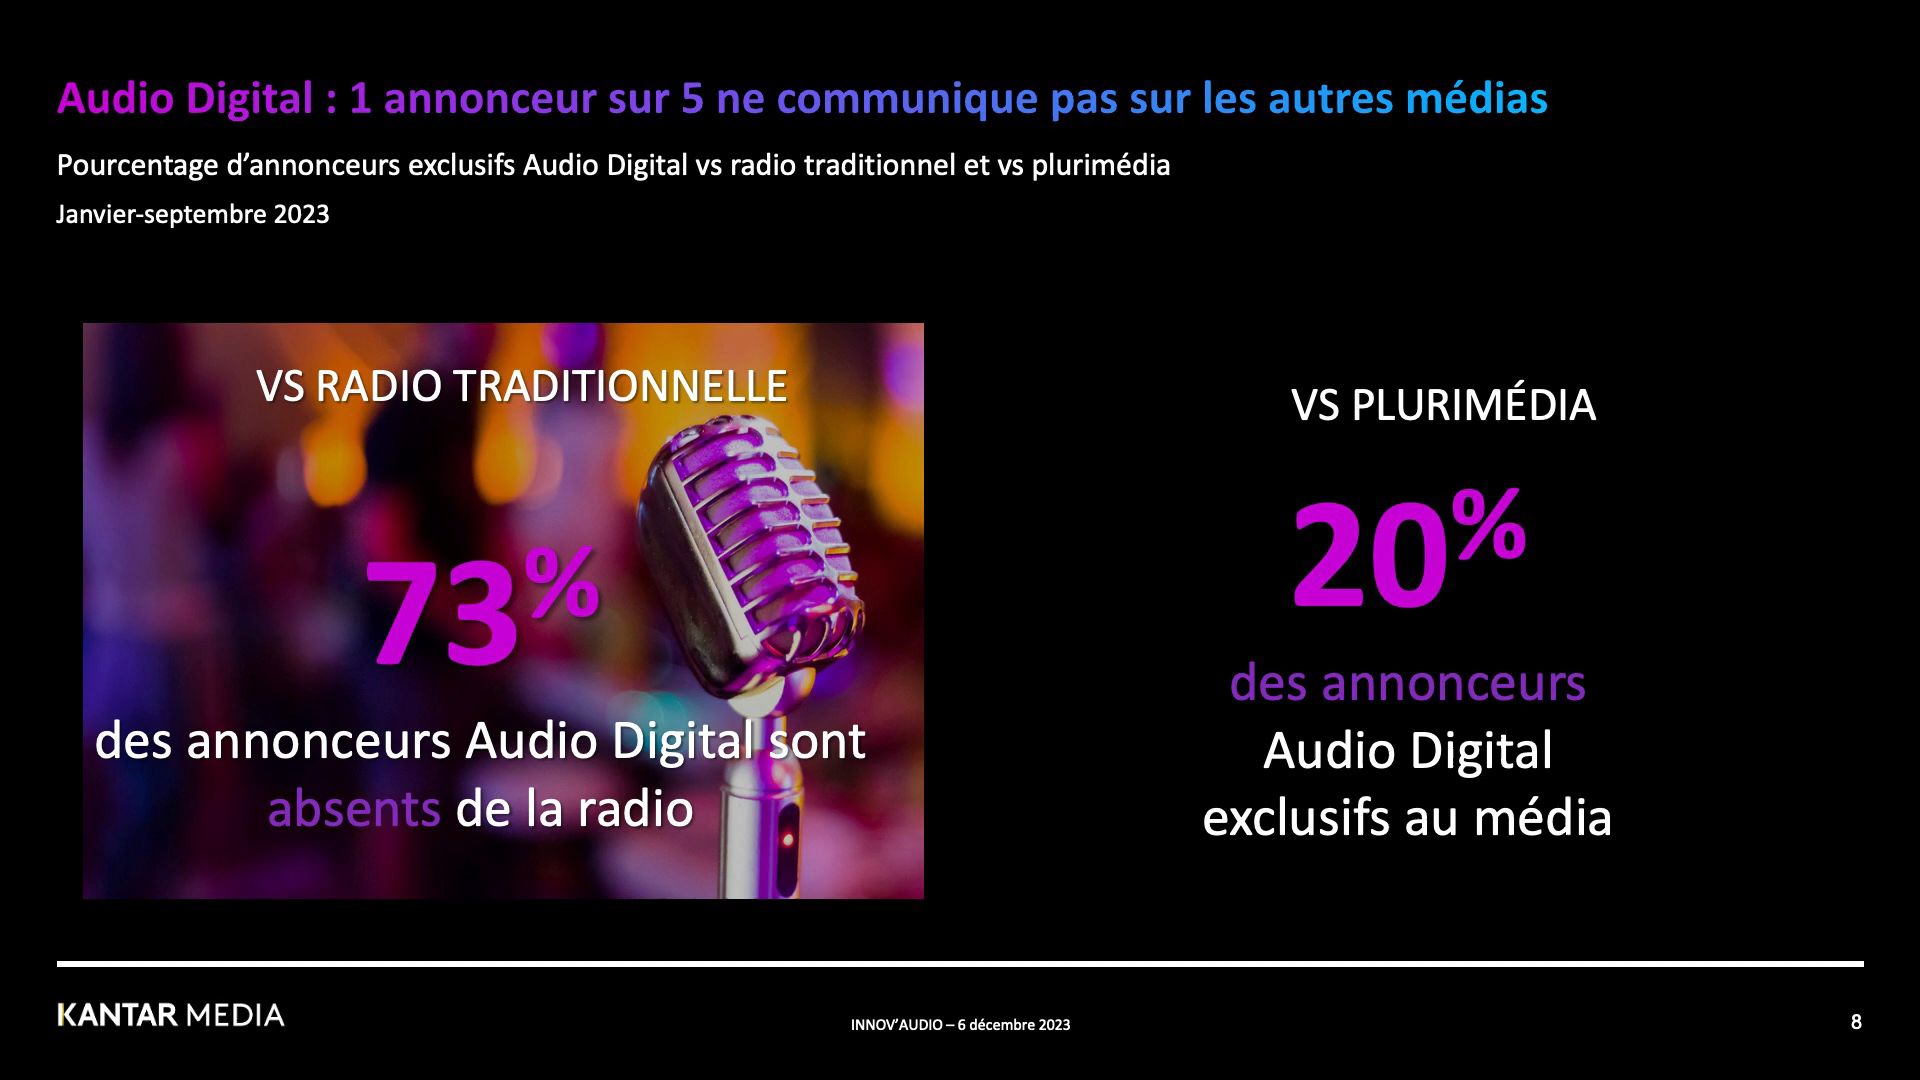 Audio Digital : 1 annonceur sur 5 ne communique pas sur les autres médias
Pourcentage d’annonceurs exclusifs Audio Digital vs radio traditionnel et vs plurimédia
Janvier-septembre 2023
VS RADIO TRADITIONNELLE
73%
des annonceurs Audio Digital sont
absents de la radio
VS PLURIMÉDIA
20%
des annonceurs
Audio Digital
exclusifs au média
KANTAR MEDIA
INNOV’AUDIO – 6 décembre 2023
8